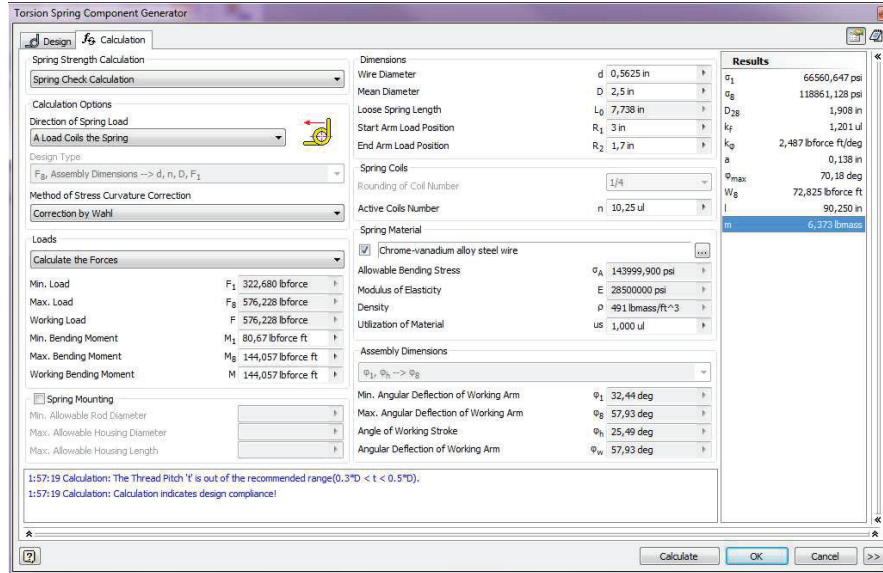 Torsion Spring Component Generator
Design
fG Calculation
Spring Strength Calculation
Spring Check Calculation
Calculation Options
Direction of Spring Load
A Load Coils the Spring
Design Type
F8, Assembly Dimensions --> d, n, D, F1
Method of Stress Curvature Correction
Correction by Wahl
Loads
Calculate the Forces
Min. Load F1 322,680 lbforce
Max. Load F8 576,228 lbforce
Working Load F 576,228 lbforce
Min. Bending Moment M1 80,67 lbforce ft
Max. Bending Moment M8 144,057 lbforce ft
Working Bending Moment M 144,057 lbforce ft
Spring Mounting
Min. Allowable Rod Diameter
Max. Allowable Housing Diameter
Max. Allowable Housing Length
Dimensions
Wire Diameter d 0,5625 in
Mean Diameter D 2,5 in
Loose Spring Length L0 7,738 in
Start Arm Load Position R1 3 in
End Arm Load Position R2 1,7 in
Spring Coils
Rounding of Coil Number 1/4
Active Coils Number n 10,25 ul
Spring Material
Chrome-vanadium alloy steel wire ...
Allowable Bending Stress σA 143999,900 psi
Modulus of Elasticity E 28500000 psi
Density ρ 491 lbmass/ft^3
Utilization of Material us 1,000 ul
Assembly Dimensions
φ1, φh --> φ8
Min. Angular Deflection of Working Arm φ1 32,44 deg
Max. Angular Deflection of Working Arm φ8 57,93 deg
Angle of Working Stroke φh 25,49 deg
Angular Deflection of Working Arm φw 57,93 deg
Results
σ1 66560,647 psi
σ8 118861,128 psi
D28 1,908 in
kf 1,201 ul
kφ 2,487 lbforce ft/deg
a 0,138 in
φmax 70,18 deg
W8 72,825 lbforce ft
l 90,250 in
m 6,373 lbmass
1:57:19 Calculation: The Thread Pitch 't' is out of the recommended range(0.3*D < t < 0.5*D).
1:57:19 Calculation: Calculation indicates design compliance!
Calculate
OK
Cancel
>>